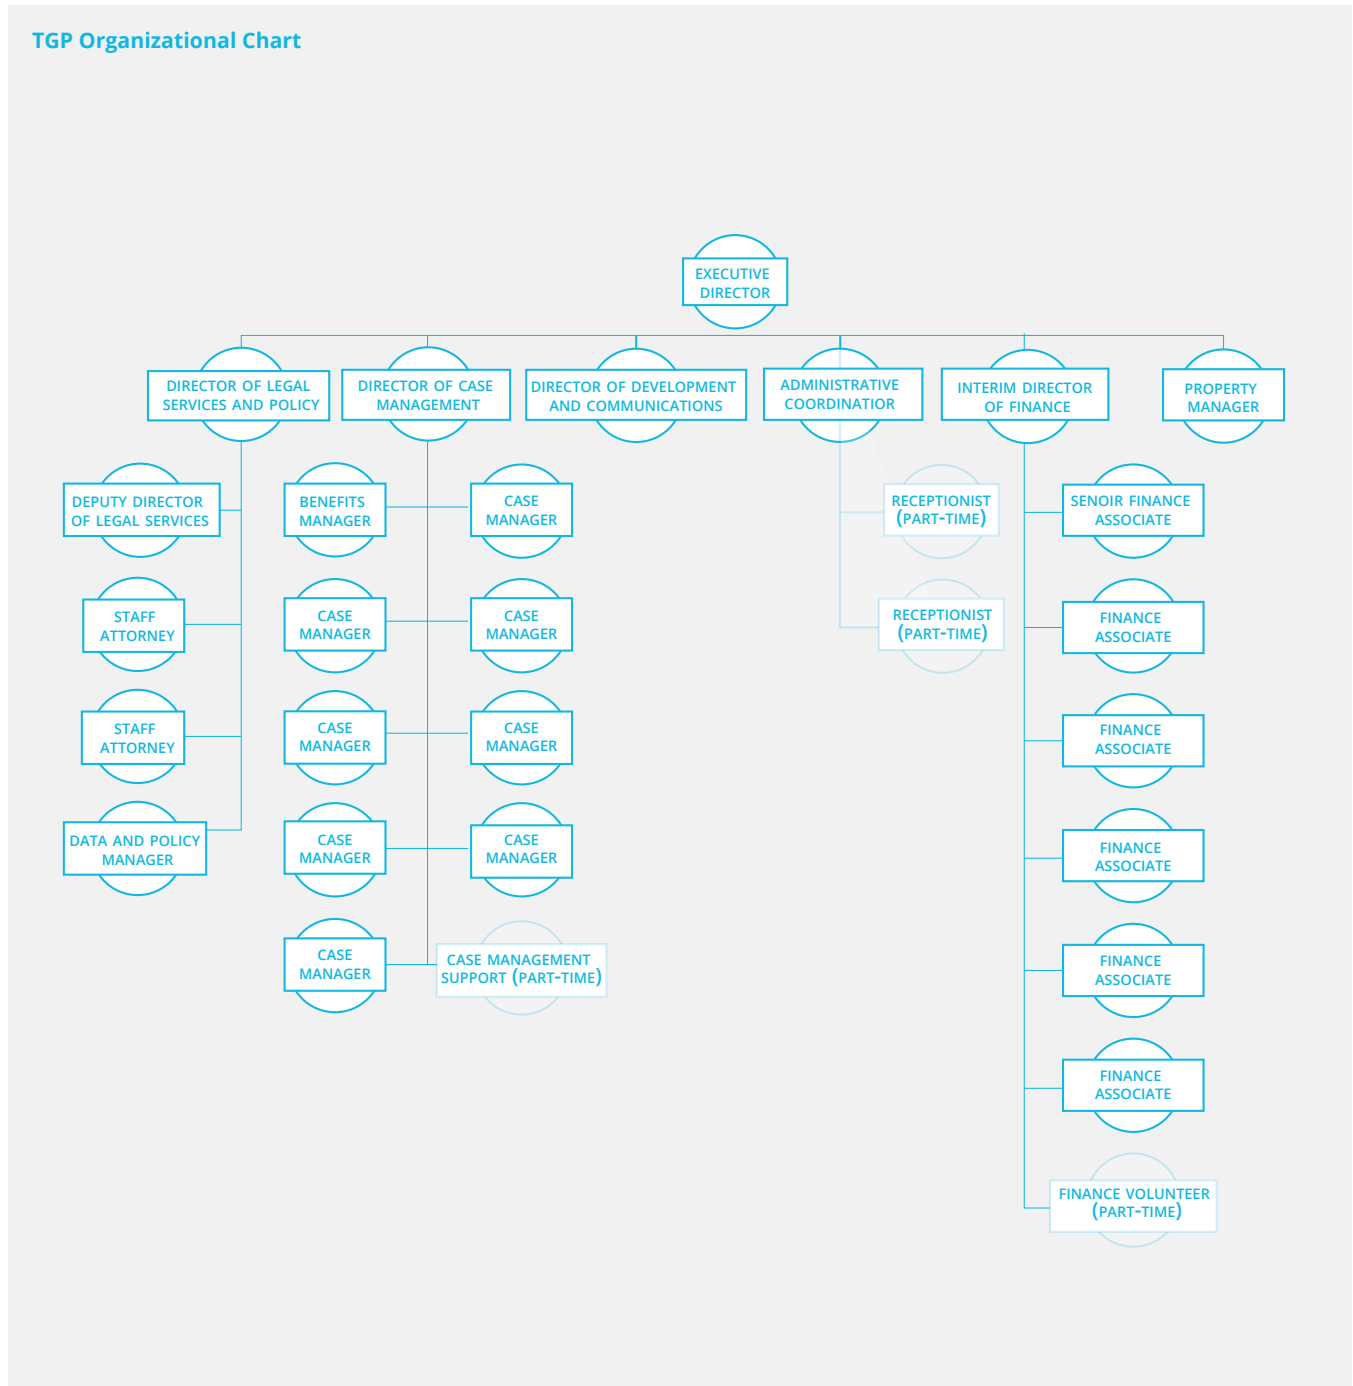 TGP Organizational Chart
EXECUTIVE
DIRECTOR
DIRECTOR OF LEGAL
SERVICES AND POLICY
DIRECTOR OF CASE
MANAGEMENT
DIRECTOR OF DEVELOPMENT
AND COMMUNICATIONS
ADMINISTRATIVE
COORDINATIOR
INTERIM DIRECTOR
OF FINANCE
PROPERTY
MANAGER
DEPUTY DIRECTOR
OF LEGAL SERVICES
STAFF
ATTORNEY
STAFF
ATTORNEY
DATA AND POLICY
MANAGER
BENEFITS
MANAGER
CASE
MANAGER
CASE
MANAGER
CASE
MANAGER
CASE
MANAGER
CASE
MANAGER
CASE
MANAGER
CASE
MANAGER
CASE
MANAGER
CASE MANAGEMENT
SUPPORT (PART-TIME)
RECEPTIONIST
(PART-TIME)
RECEPTIONIST
(PART-TIME)
SENOIR FINANCE
ASSOCIATE
FINANCE
ASSOCIATE
FINANCE
ASSOCIATE
FINANCE
ASSOCIATE
FINANCE
ASSOCIATE
FINANCE
ASSOCIATE
FINANCE VOLUNTEER
(PART-TIME)